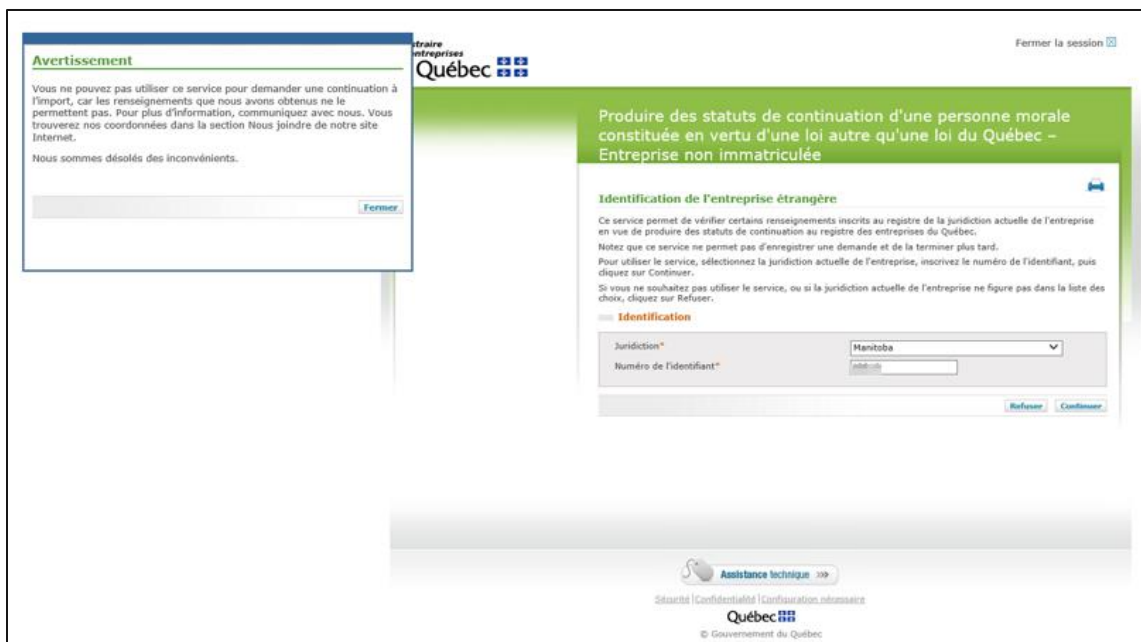 Avertissement
Vous ne pouvez pas utiliser ce service pour demander une continuation à
l'import, car les renseignements que nous avons obtenus ne le
permettent pas. Pour plus d'information, communiquez avec nous. Vous
trouverez nos coordonnées dans la section Nous joindre de notre site
Internet.
Nous sommes désolés des inconvénients.
Fermer
straire
entreprises
Québec
Fermer la session
Produire des statuts de continuation d'une personne morale
constituée en vertu d'une loi autre qu'une loi du Québec –
Entreprise non immatriculée
Identification de l'entreprise étrangère
Ce service permet de vérifier certains renseignements inscrits au registre de la juridiction actuelle de l'entreprise
en vue de produire des statuts de continuation au registre des entreprises du Québec.
Notez que ce service ne permet pas d'enregistrer une demande et de la terminer plus tard.
Pour utiliser le service, sélectionnez la juridiction actuelle de l'entreprise, inscrivez le numéro de l'identifiant, puis
cliquez sur Continuer.
Si vous ne souhaitez pas utiliser le service, ou si la juridiction actuelle de l'entreprise ne figure pas dans la liste des
choix, cliquez sur Refuser.
Identification
Juridiction* Manitoba
Numéro de l'identifiant*
Refuser Continuer
Assistance technique »»
Sécurité | Confidentialité | Configuration nécessaire
Québec
© Gouvernement du Québec